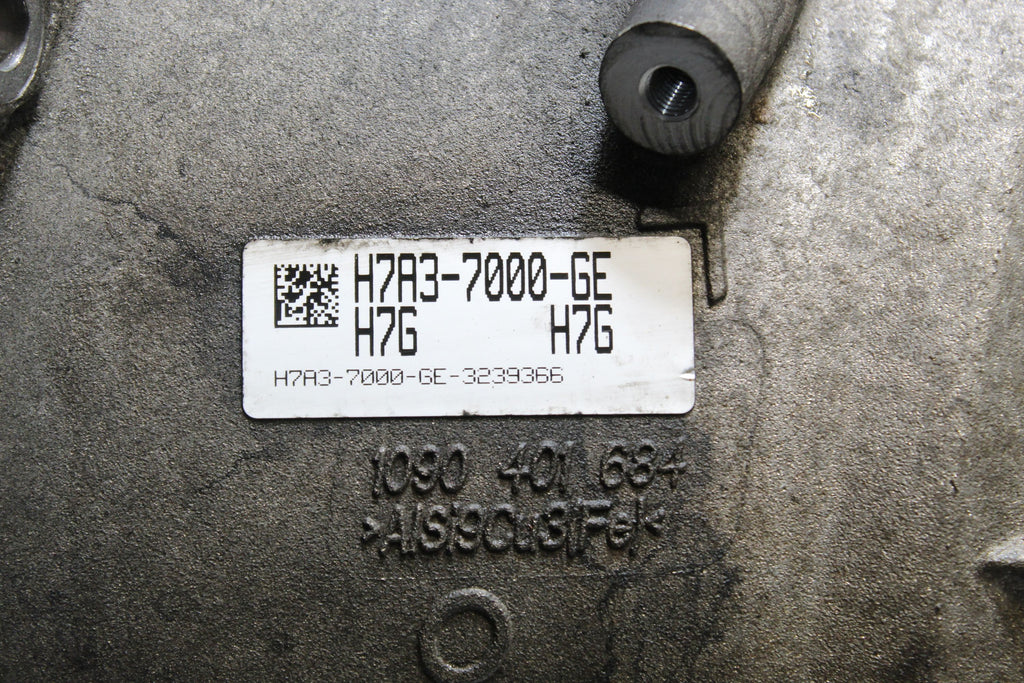 H7A3-7000-GE
H7G H7G
H7A3-7000-GE-3239366
1090 401 684
>AlSi9Cu3(Fe)<